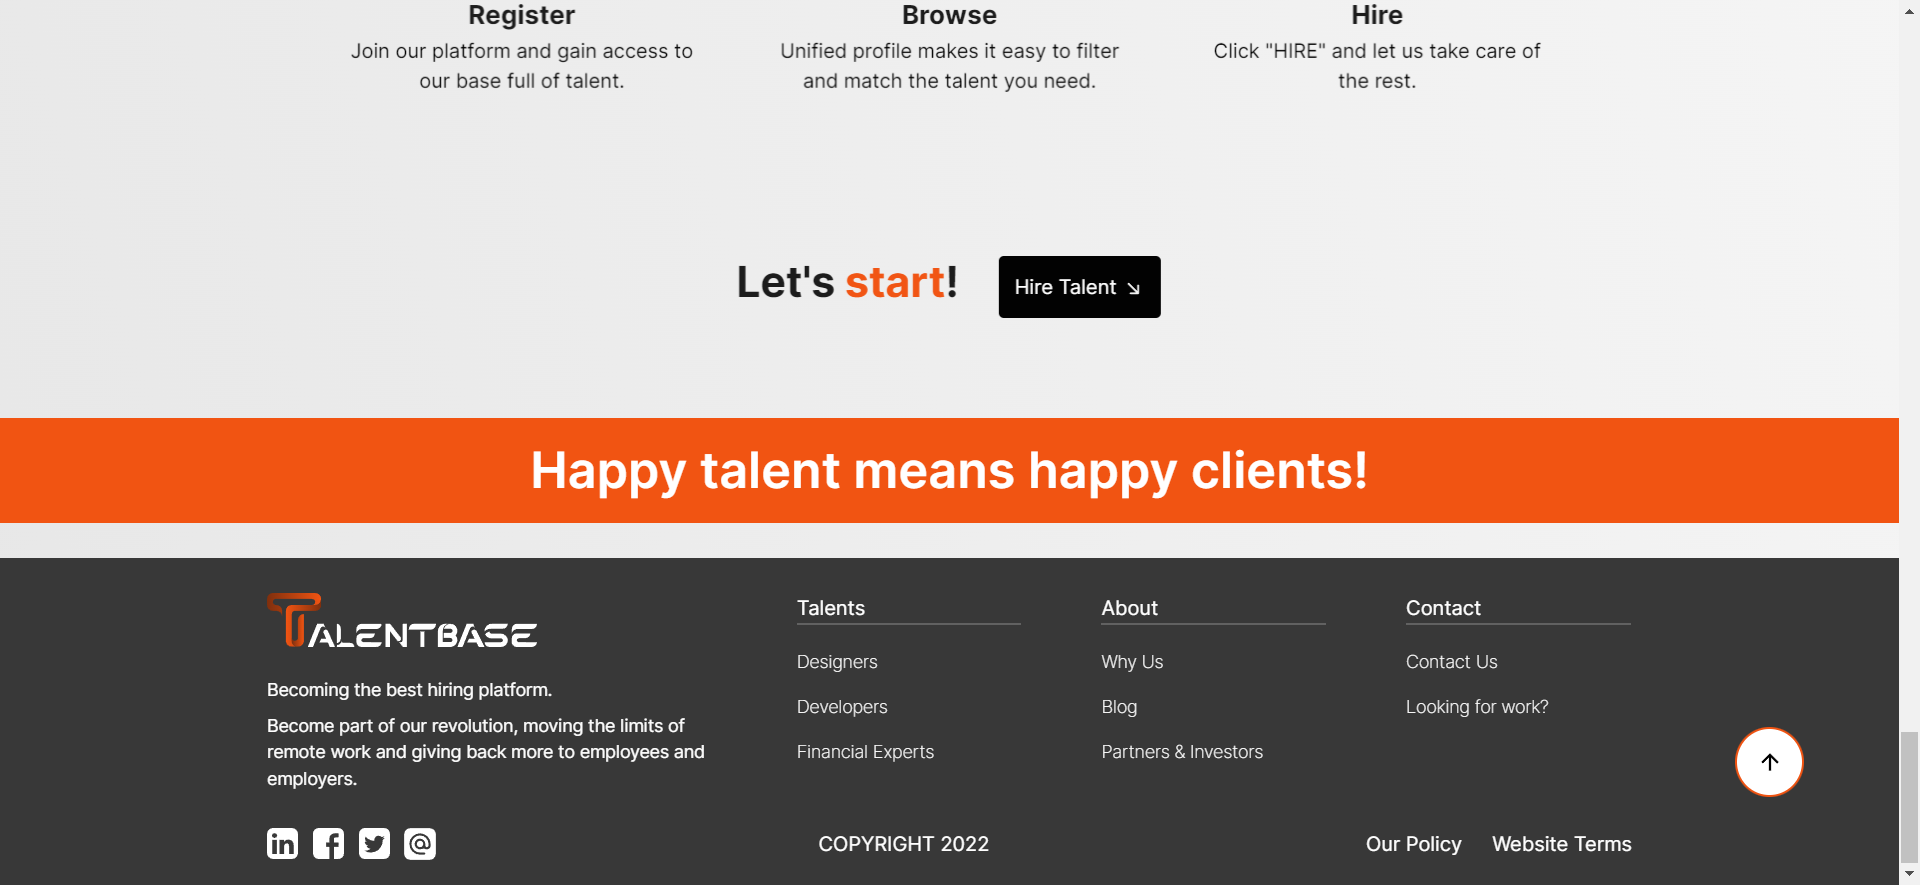 Register
Join our platform and gain access to
our base full of talent.
Browse
Unified profile makes it easy to filter
and match the talent you need.
Hire
Click "HIRE" and let us take care of
the rest.
Let's start!
Hire Talent
Happy talent means happy clients!
TALENTBASE
Becoming the best hiring platform.
Become part of our revolution, moving the limits of
remote work and giving back more to employees and
employers.
Talents
Designers
Developers
Financial Experts
About
Why Us
Blog
Partners & Investors
Contact
Contact Us
Looking for work?
COPYRIGHT 2022
Our Policy
Website Terms